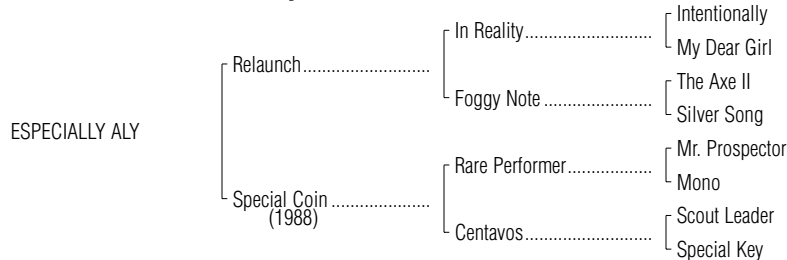 Intentionally
In Reality..............................
My Dear Girl
Relaunch..............................
The Axe II
Foggy Note..........................
Silver Song
ESPECIALLY ALY
Mr. Prospector
Rare Performer....................
Mono
Special Coin.......................
(1988)
Scout Leader
Centavos..............................
Special Key